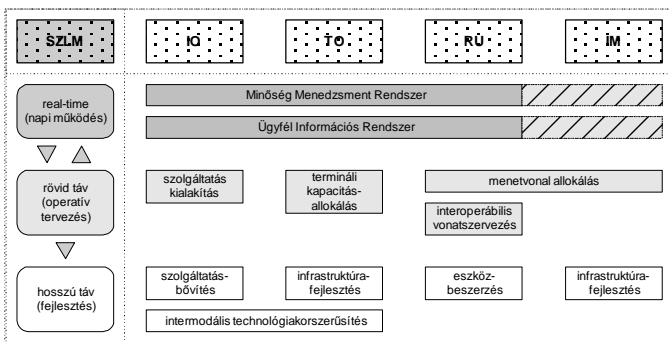 SZLM IO TO RU IM
real-time
(napi működés)
Minőség Menedzsment Rendszer
Ügyfél Információs Rendszer
rövid táv
(operatív
tervezés)
szolgáltatás
kialakítás
termináli
kapacitás-
allokálás
menetvonal allokálás
interoperábilis
vonatszervezés
hosszú táv
(fejlesztés)
szolgáltatás-
bővítés
infrastruktúra-
fejlesztés
eszköz-
beszerzés
infrastruktúra-
fejlesztés
intermodális technológiakorszerűsítés